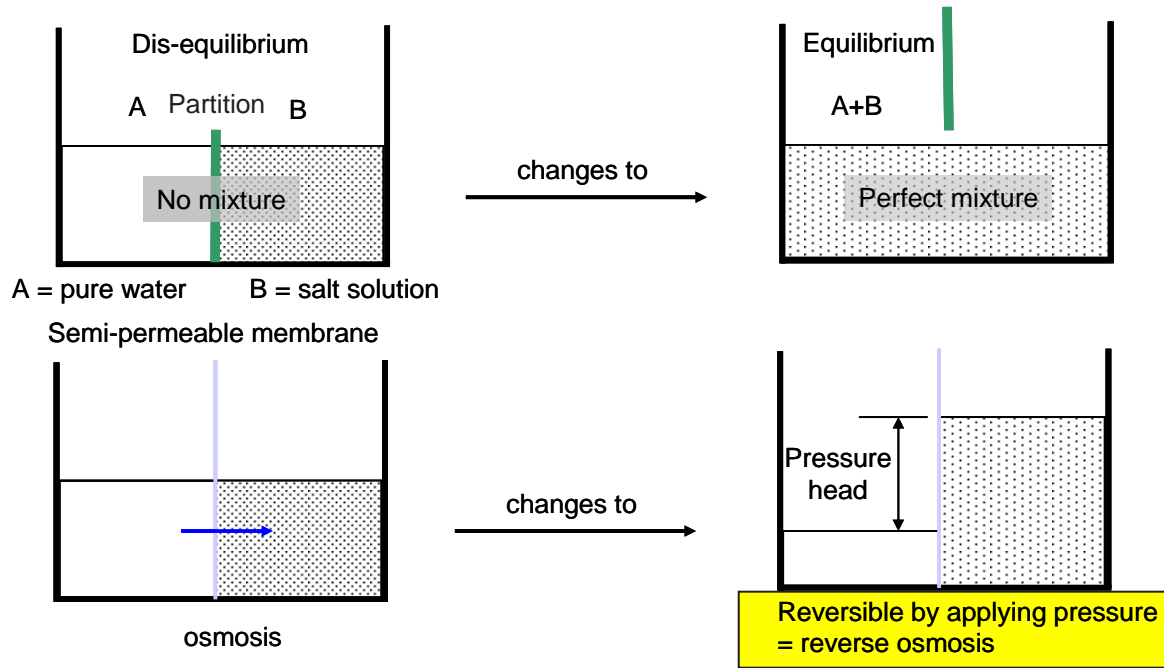 Dis-equilibrium
A Partition B
No mixture
A = pure water B = salt solution
changes to
Equilibrium
A+B
Perfect mixture
Semi-permeable membrane
osmosis
changes to
Pressure
head
Reversible by applying pressure
= reverse osmosis